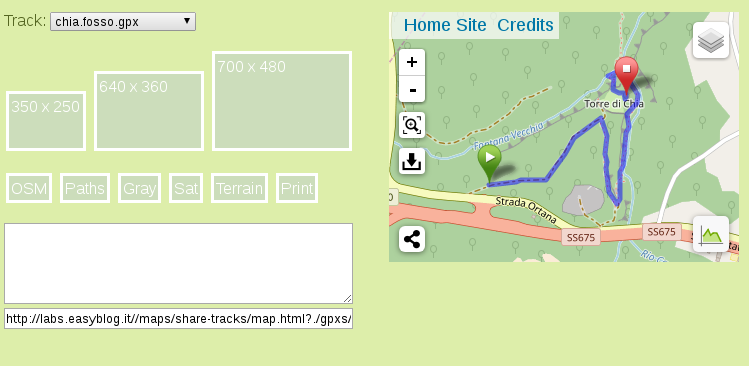 Track: chia.fosso.gpx
350 x 250
640 x 360
700 x 480
OSM Paths Gray Sat Terrain Print
http://labs.easyblog.it//maps/share-tracks/map.html?./gpxs/
Home Site Credits
+
-
Torre di Chia
Fontana Vecchia
Strada Ortana
SS675
SS675